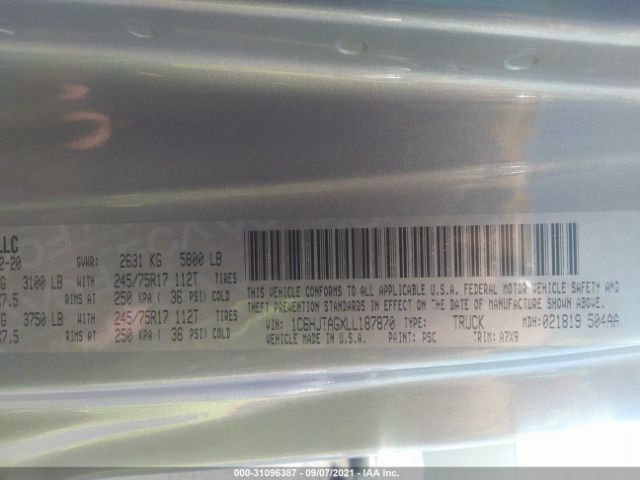 LLC
2-20 GVWR: 2631 KG 5800 LB
G 3100 LB WITH 245/75R17 112T TIRES
X7.5 RIMS AT 250 KPA ( 36 PSI) COLD
G 3750 LB WITH 245/75R17 112T TIRES
X7.5 RIMS AT 250 KPA ( 36 PSI) COLD
THIS VEHICLE CONFORMS TO ALL APPLICABLE U.S.A. FEDERAL MOTOR VEHICLE SAFETY AND
THEFT PREVENTION STANDARDS IN EFFECT ON THE DATE OF MANUFACTURE SHOWN ABOVE.
VIN: 1C6HJTAGXLL187870 TYPE: TRUCK MDH: 021819 504AA
VEHICLE MADE IN U.S.A. PAINT: PSC TRIM: A7X9
000-31096387 - 09/07/2021 - IAA Inc.